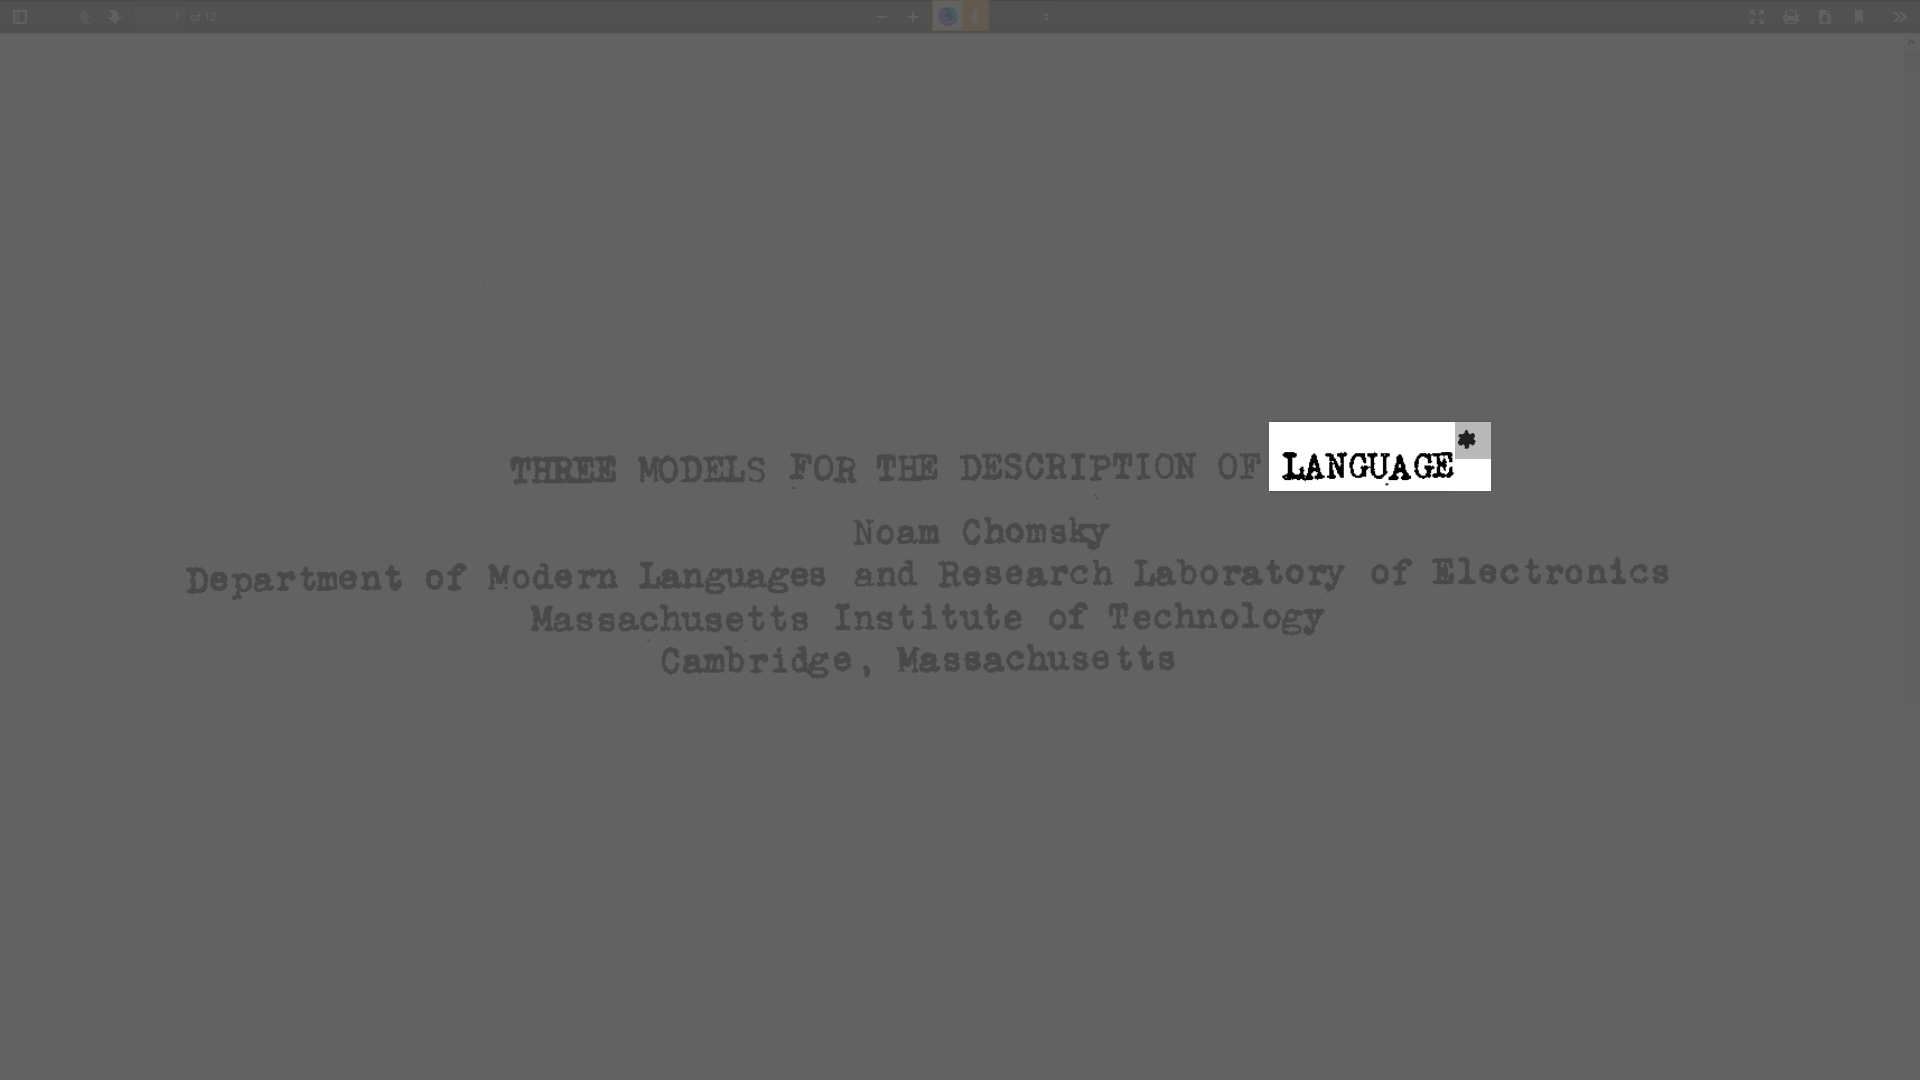 1 of 12
THREE MODELS FOR THE DESCRIPTION OF LANGUAGE*
Noam Chomsky
Department of Modern Languages and Research Laboratory of Electronics
Massachusetts Institute of Technology
Cambridge, Massachusetts